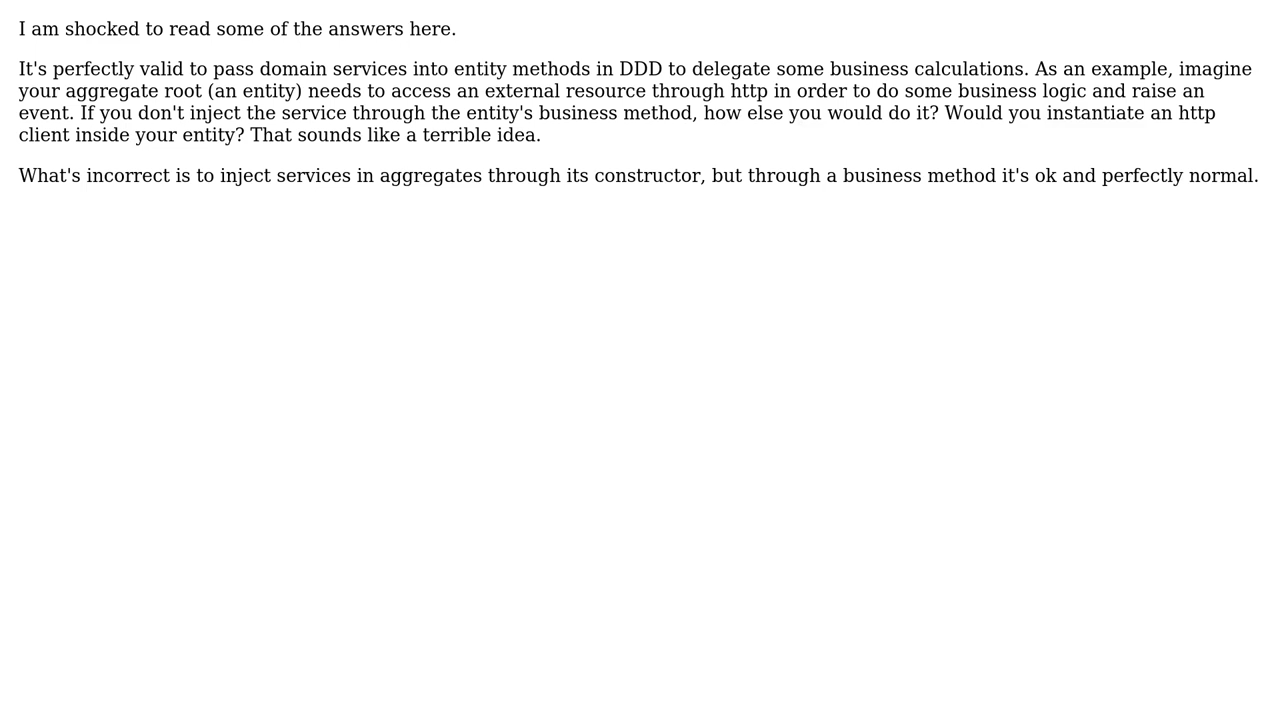 I am shocked to read some of the answers here.
It's perfectly valid to pass domain services into entity methods in DDD to delegate some business calculations. As an example, imagine
your aggregate root (an entity) needs to access an external resource through http in order to do some business logic and raise an
event. If you don't inject the service through the entity's business method, how else you would do it? Would you instantiate an http
client inside your entity? That sounds like a terrible idea.
What's incorrect is to inject services in aggregates through its constructor, but through a business method it's ok and perfectly normal.